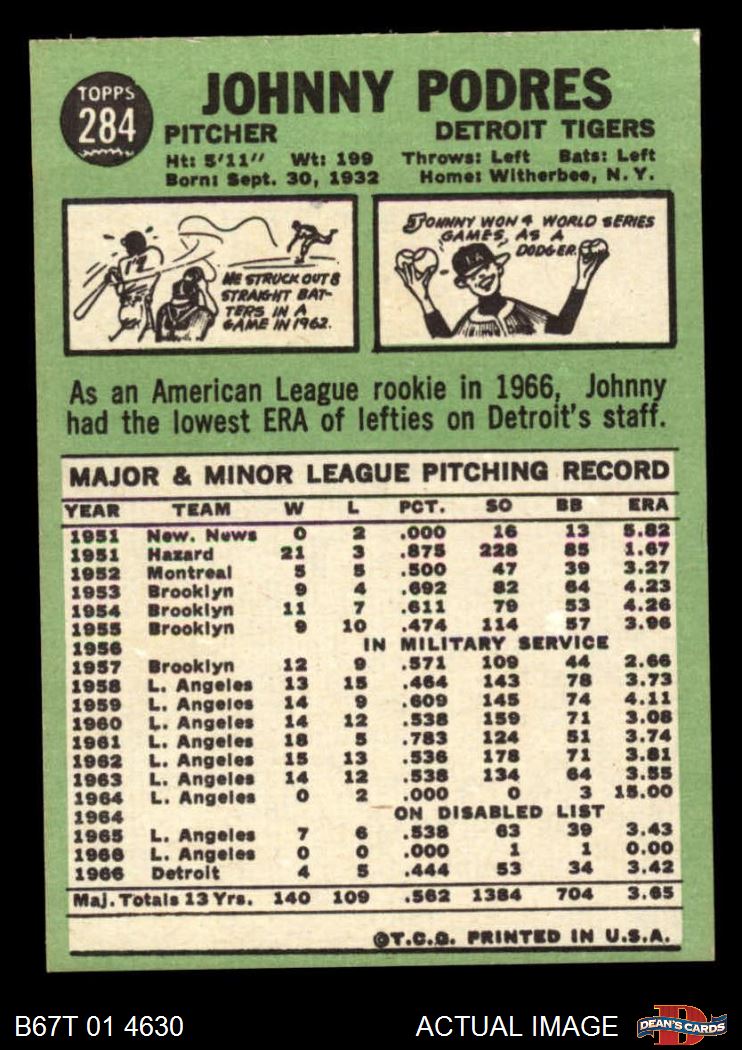 TOPPS
284
JOHNNY PODRES
PITCHER DETROIT TIGERS
Ht: 5'11" Wt: 199 Throws: Left Bats: Left
Born: Sept. 30, 1932 Home: Witherbee, N. Y.
19
HE STRUCK OUT 8
STRAIGHT BAT-
TERS IN A
GAME IN 1962.
JOHNNY WON 4 WORLD SERIES
GAMES, AS A
DODGER.
LA
As an American League rookie in 1966, Johnny
had the lowest ERA of lefties on Detroit's staff.
MAJOR & MINOR LEAGUE PITCHING RECORD
YEAR TEAM W L PCT. SO BB ERA
1951 New. News 0 2 .000 16 13 5.82
1951 Hazard 21 3 .875 228 85 1.67
1952 Montreal 5 5 .500 47 39 3.27
1953 Brooklyn 9 4 .692 82 64 4.23
1954 Brooklyn 11 7 .611 79 53 4.26
1955 Brooklyn 9 10 .474 114 57 3.96
1956 IN MILITARY SERVICE
1957 Brooklyn 12 9 .571 109 44 2.66
1958 L. Angeles 13 15 .464 143 78 3.73
1959 L. Angeles 14 9 .609 145 74 4.11
1960 L. Angeles 14 12 .538 159 71 3.08
1961 L. Angeles 18 5 .783 124 51 3.74
1962 L. Angeles 15 13 .536 178 71 3.81
1963 L. Angeles 14 12 .538 134 64 3.55
1964 L. Angeles 0 2 .000 0 3 15.00
1964 ON DISABLED LIST
1965 L. Angeles 7 6 .538 63 39 3.43
1966 L. Angeles 0 0 .000 1 1 0.00
1966 Detroit 4 5 .444 53 34 3.42
Maj. Totals 13 Yrs. 140 109 .562 1384 704 3.65
©T.C.G. PRINTED IN U.S.A.
B67T 01 4630 ACTUAL IMAGE
D
DEAN'S CARDS